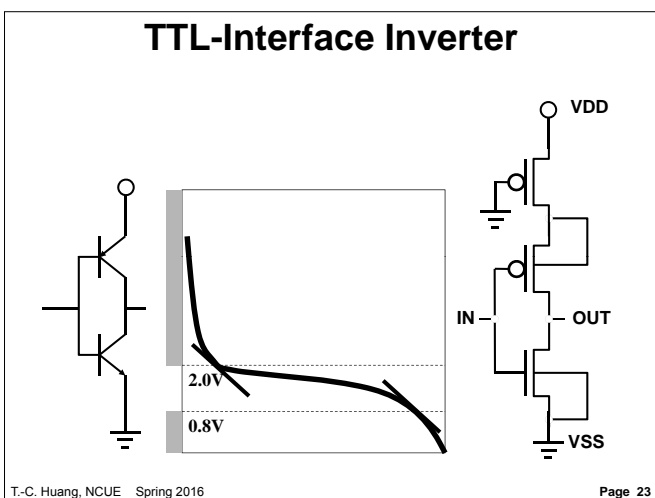 TTL-Interface Inverter
VDD
IN
OUT
2.0V
0.8V
VSS
T.-C. Huang, NCUE Spring 2016
Page 23